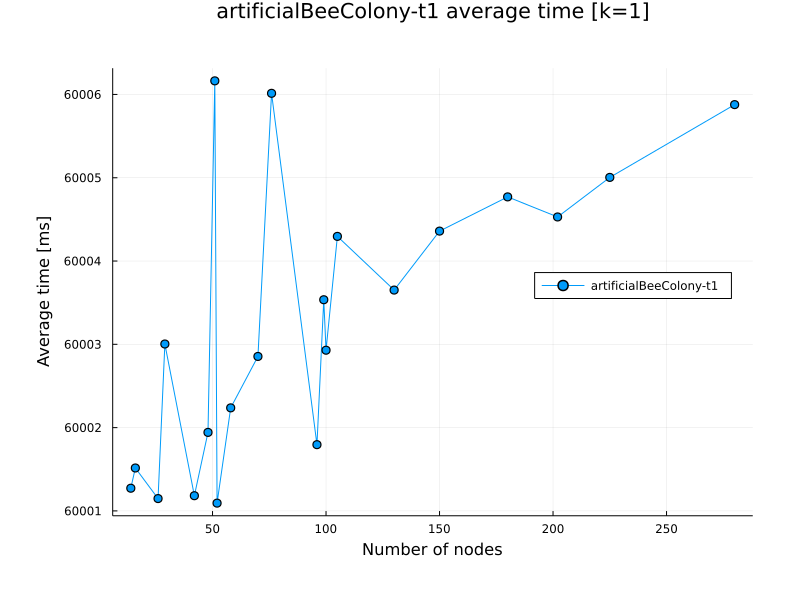 artificialBeeColony-t1 average time [k=1]
Average time [ms]
60006
60005
60004
60003
60002
60001
artificialBeeColony-t1
50
100
150
200
250
Number of nodes